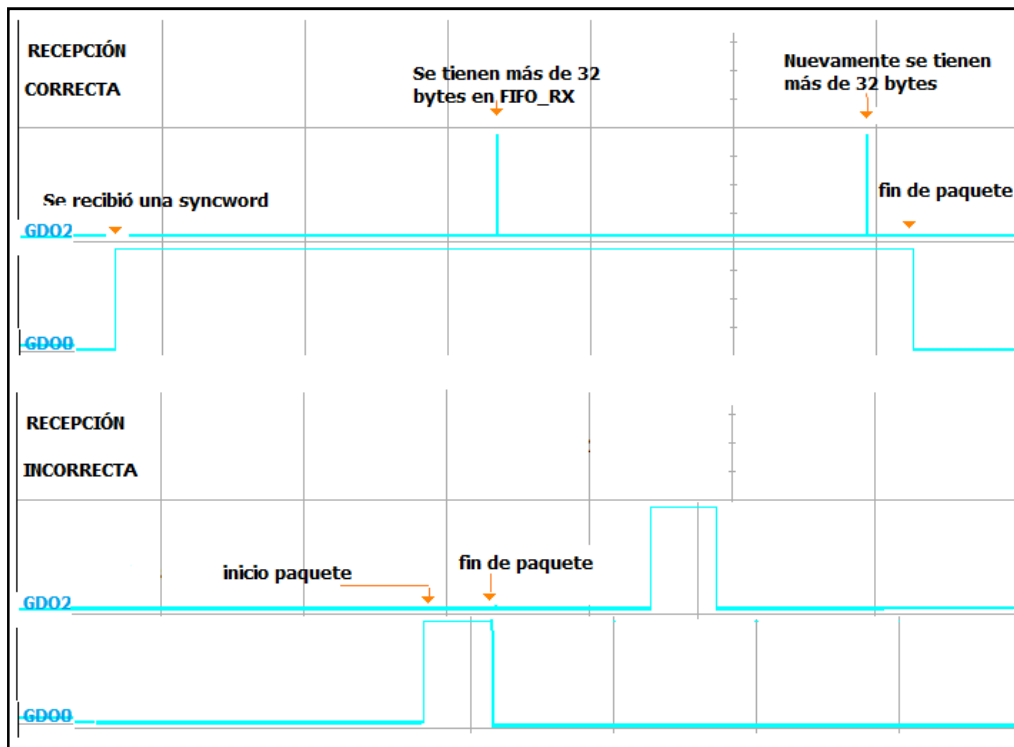 RECEPCIÓN
CORRECTA
Se tienen más de 32
bytes en FIFO_RX
Nuevamente se tienen
más de 32 bytes
Se recibió una syncword
fin de paquete
GDO2
GDO0
RECEPCIÓN
INCORRECTA
inicio paquete
fin de paquete
GDO2
GDO0